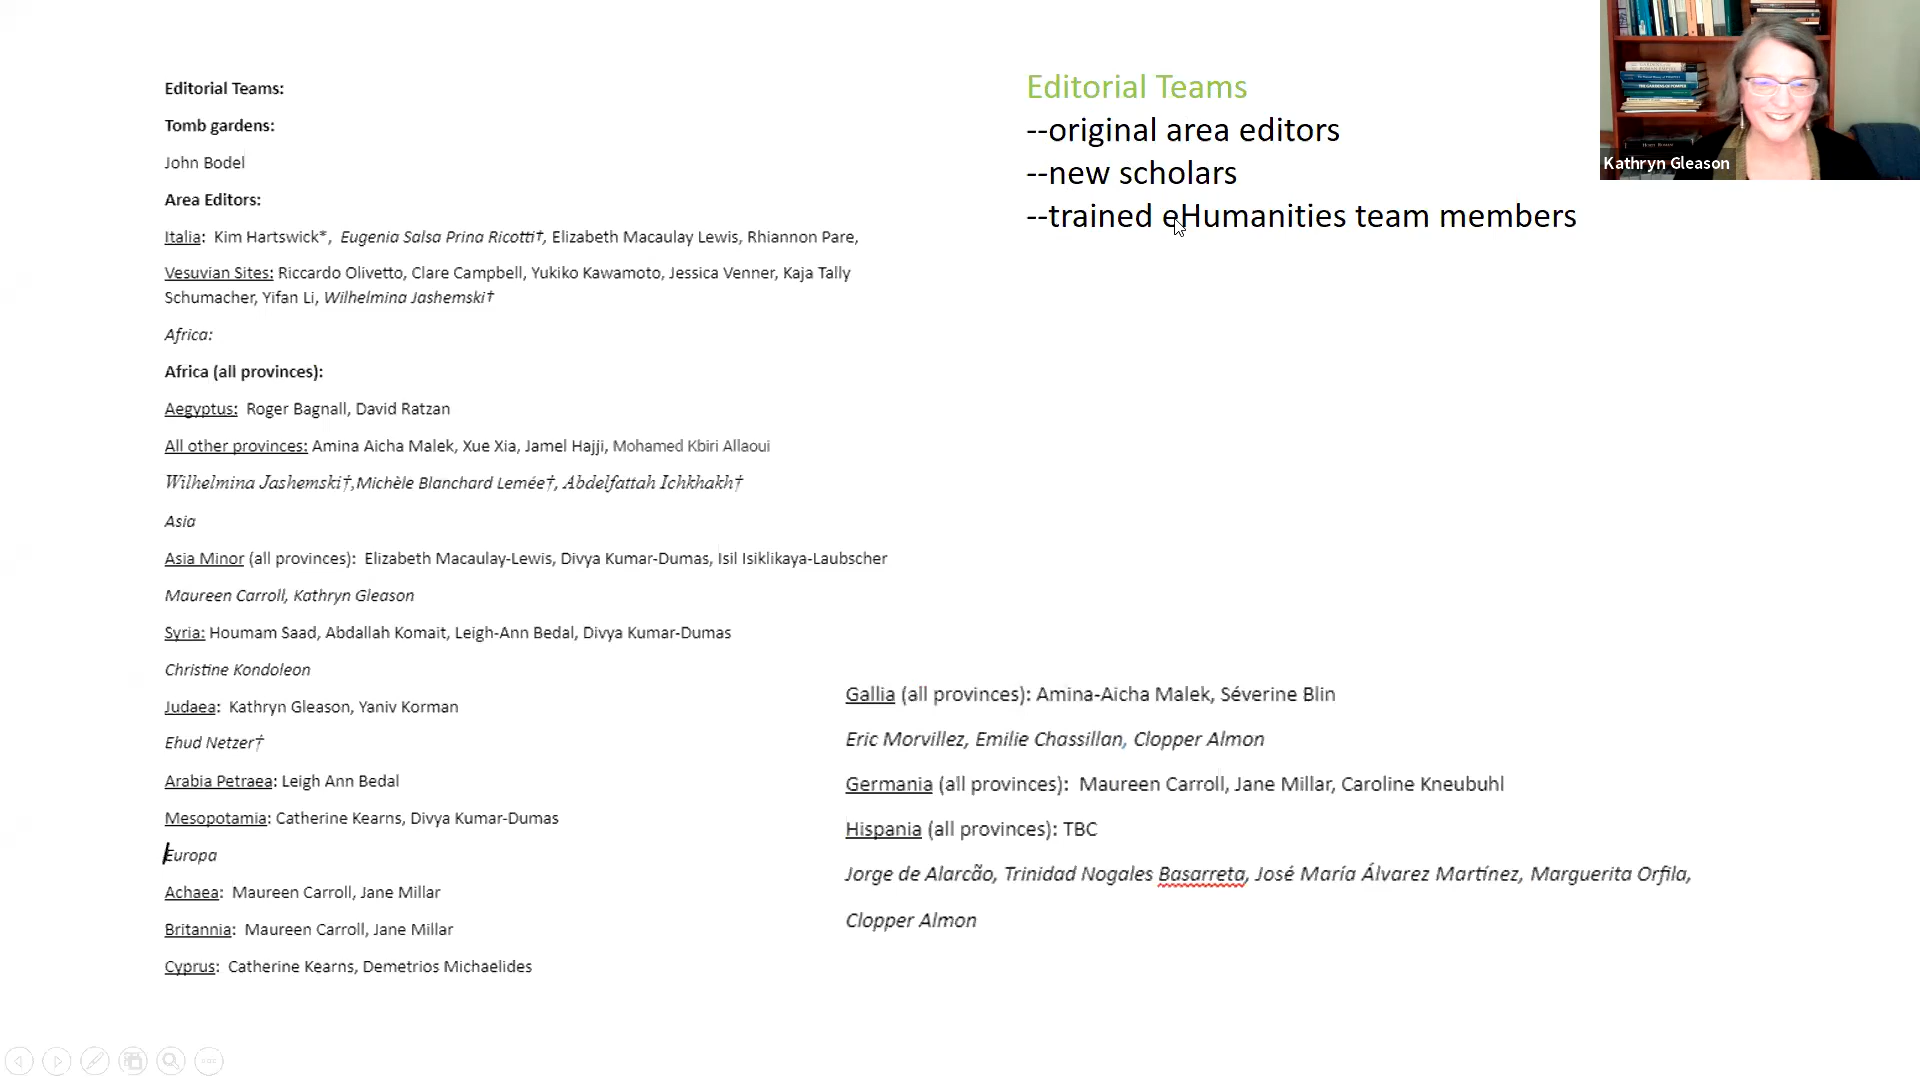 Editorial Teams:
Tomb gardens:
John Bodel
Area Editors:
Italia: Kim Hartswick*, Eugenia Salsa Prina Ricotti†, Elizabeth Macaulay Lewis, Rhiannon Pare,
Vesuvian Sites: Riccardo Olivetto, Clare Campbell, Yukiko Kawamoto, Jessica Venner, Kaja Tally
Schumacher, Yifan Li, Wilhelmina Jashemski†
Africa:
Africa (all provinces):
Aegyptus: Roger Bagnall, David Ratzan
All other provinces: Amina Aicha Malek, Xue Xia, Jamel Hajji, Mohamed Kbiri Allaoui
Wilhelmina Jashemski†,Michèle Blanchard Lemée†, Abdelfattah Ichkhakh†
Asia
Asia Minor (all provinces): Elizabeth Macaulay-Lewis, Divya Kumar-Dumas, Isil Isiklikaya-Laubscher
Maureen Carroll, Kathryn Gleason
Syria: Houmam Saad, Abdallah Komait, Leigh-Ann Bedal, Divya Kumar-Dumas
Christine Kondoleon
Judaea: Kathryn Gleason, Yaniv Korman
Ehud Netzer†
Arabia Petraea: Leigh Ann Bedal
Mesopotamia: Catherine Kearns, Divya Kumar-Dumas
Europa
Achaea: Maureen Carroll, Jane Millar
Britannia: Maureen Carroll, Jane Millar
Cyprus: Catherine Kearns, Demetrios Michaelides
Editorial Teams
--original area editors
--new scholars
--trained eHumanities team members
Gallia (all provinces): Amina-Aicha Malek, Séverine Blin
Eric Morvillez, Emilie Chassillan, Clopper Almon
Germania (all provinces): Maureen Carroll, Jane Millar, Caroline Kneubuhl
Hispania (all provinces): TBC
Jorge de Alarcão, Trinidad Nogales Basarreta, José María Álvarez Martínez, Marguerita Orfila,
Clopper Almon
Kathryn Gleason